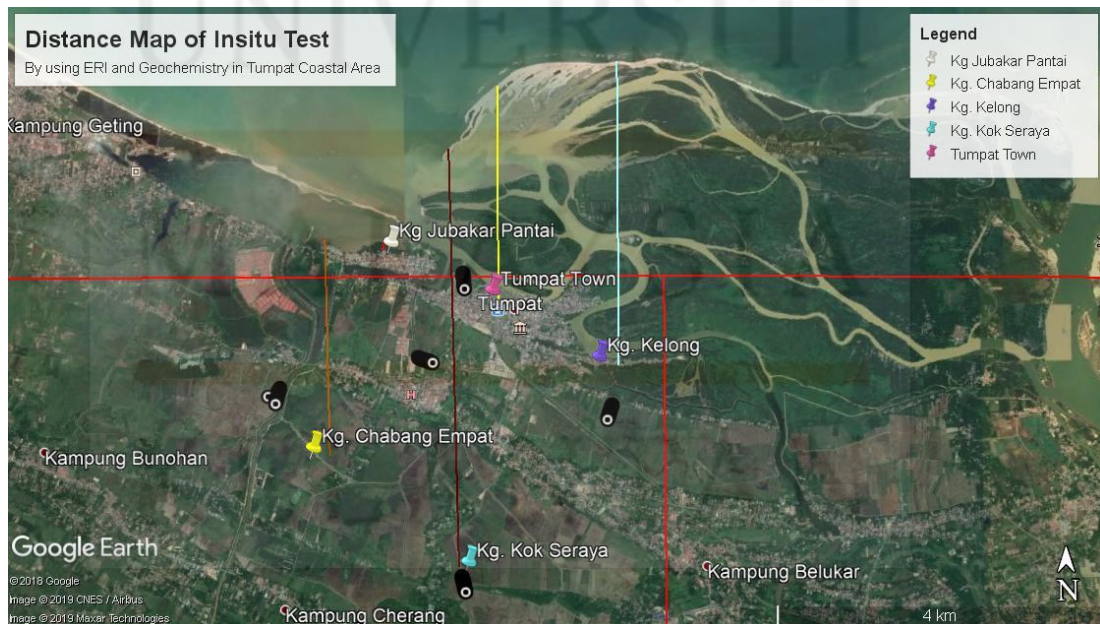 UNIVERSITI
Distance Map of Insitu Test
By using ERI and Geochemistry in Tumpat Coastal Area
Legend
Kg Jubakar Pantai
Kg. Chabang Empat
Kg. Kelong
Kg. Kok Seraya
Tumpat Town
Kampung Geting
Kg Jubakar Pantai
Tumpat Town
Tumpat
Kg. Kelong
H
Kg. Chabang Empat
Kampung Bunohan
Google Earth
Kg. Kok Seraya
Kampung Belukar
N
©2018 Google
Image © 2019 CNES / Airbus
Image © 2019 Maxar Technologies
Kampung Cherang
4 km